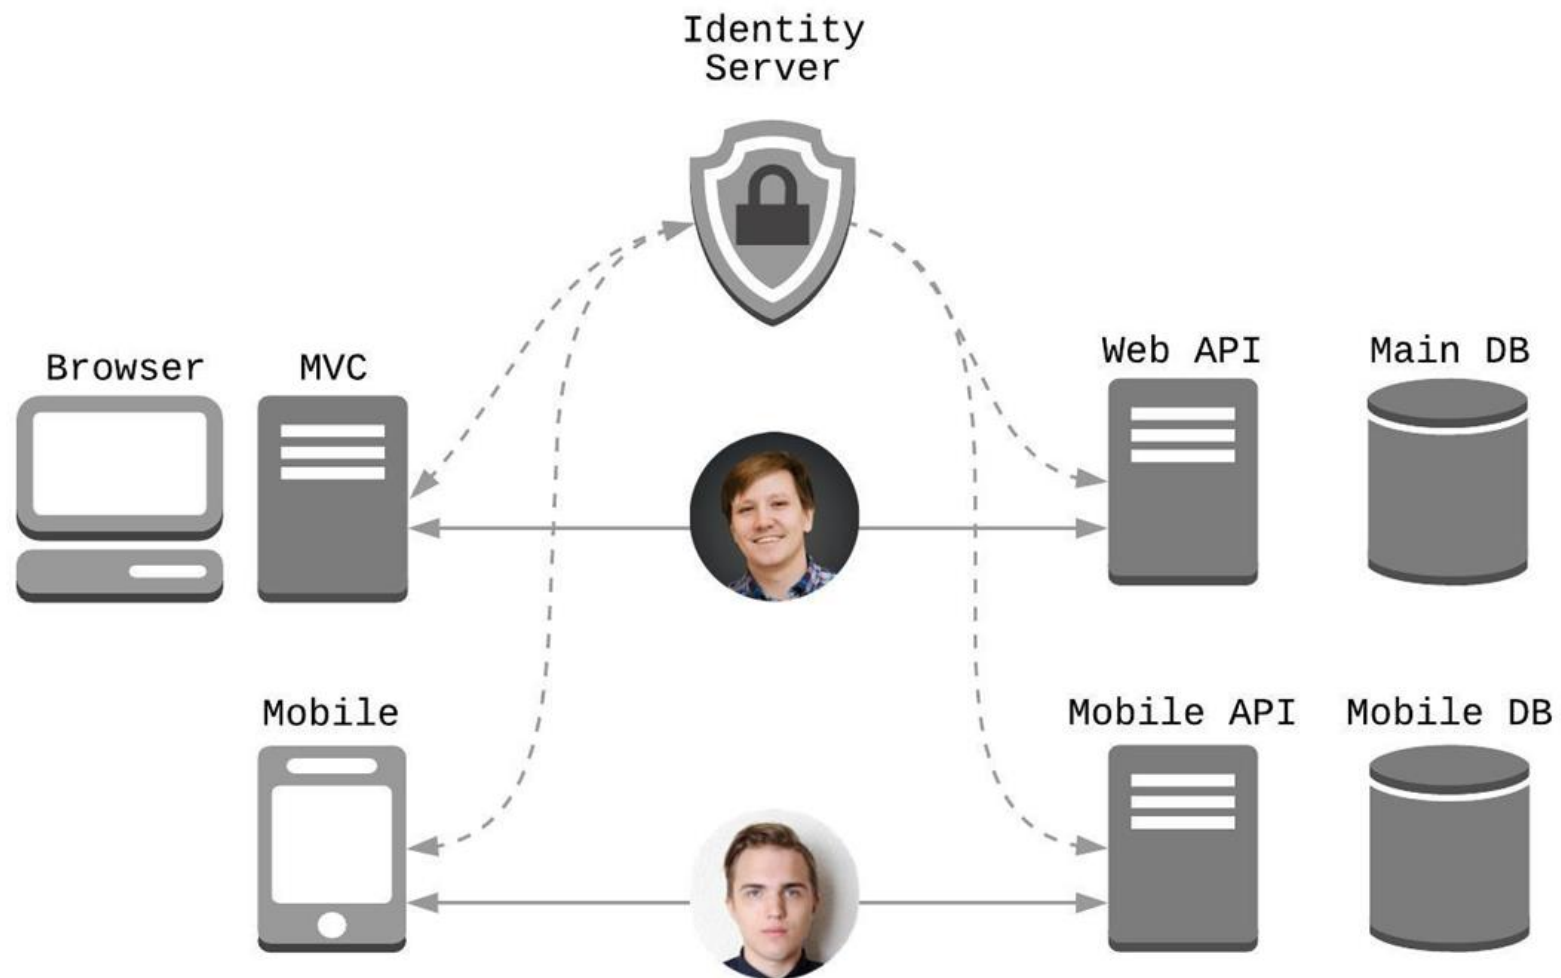 Identity
Server
Browser
MVC
Web API
Main DB
Mobile
Mobile API
Mobile DB